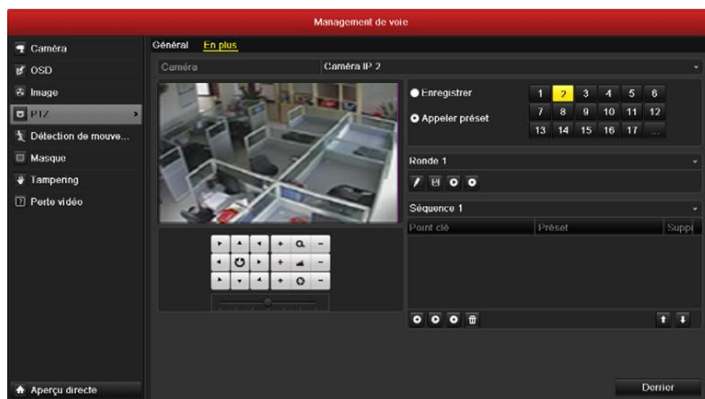 Management de voie
Caméra
OSD
Image
PTZ
Détection de mouve...
Masque
Tampering
Perte vidéo
Aperçu directe
Général En plus
Caméra Caméra IP 2
Enregistrer
Appeler préset
1 2 3 4 5 6
7 8 9 10 11 12
13 14 15 16 17 ...
Ronde 1
Séquence 1
Point clé Préset Suppr
Derrier